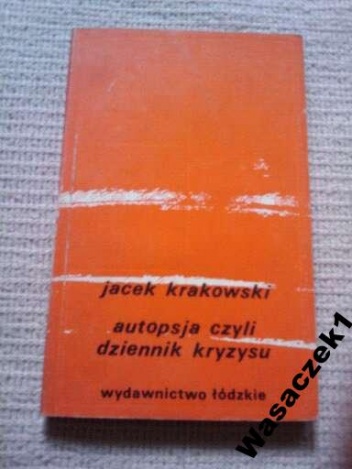 jacek krakowski
autopsja czyli
dziennik kryzysu
wydawnictwo łódzkie
Wasaczek1